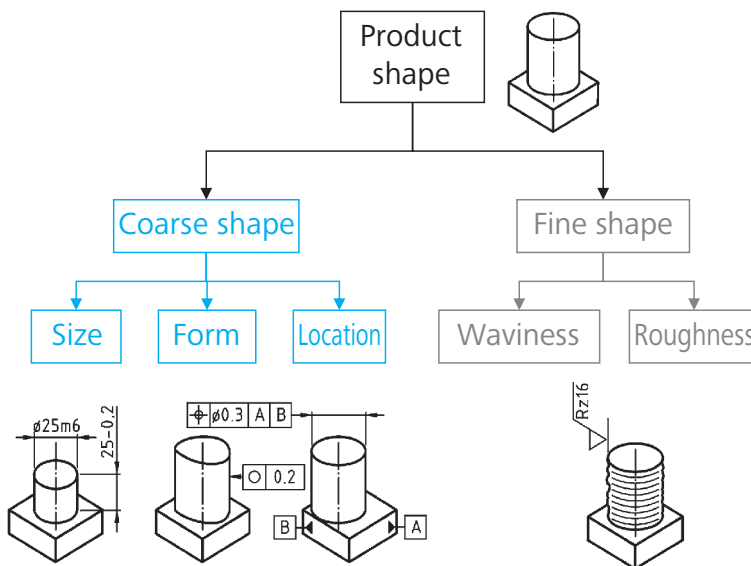 Product
shape
Coarse shape
Fine shape
Size
Form
Location
Waviness
Roughness
ø25m6
25-0,2
ø0.3 A B
0.2
B
A
Rz16